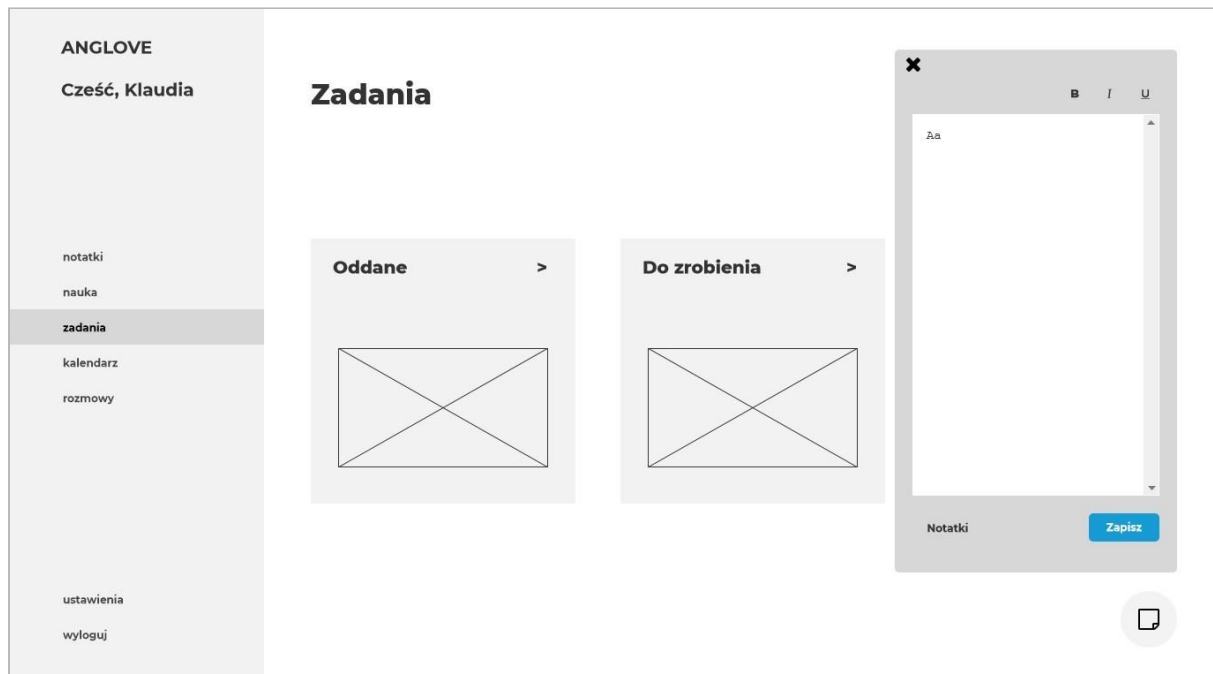 ANGLOVE
Cześć, Klaudia
notatki
nauka
zadania
kalendarz
rozmowy
ustawienia
wyloguj
Zadania
Oddane >
Do zrobienia >
B I U
Aa
Notatki
Zapisz